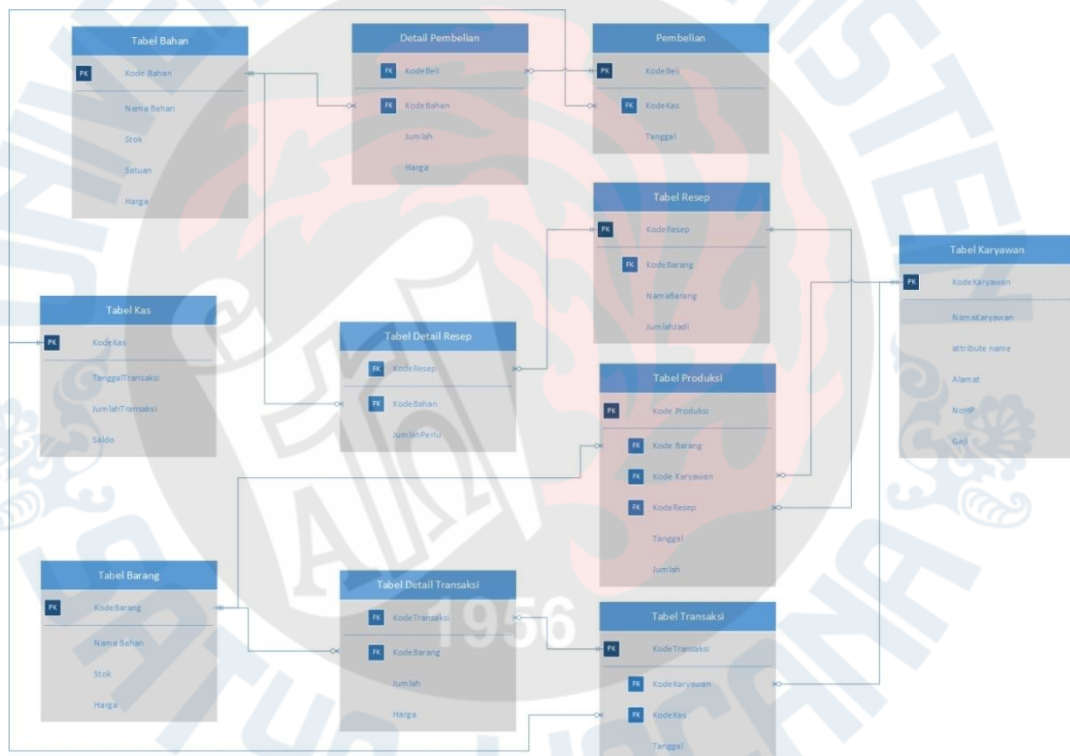 Tabel Bahan
PK Kode Bahan
Nama Bahan
Stok
Satuan
Harga
Detail Pembelian
FK KodeBeli
FK KodeBahan
Jumlah
Harga
Pembelian
PK KodeBeli
FK KodeKas
Tanggal
Tabel Resep
PK KodeResep
FK KodeBarang
NamaBarang
JumlahJadi
Tabel Karyawan
PK KodeKaryawan
NamaKaryawan
attribute name
Alamat
NoHP
Gaji
Tabel Kas
PK KodeKas
TanggalTransaksi
JumlahTransaksi
Saldo
Tabel Detail Resep
FK KodeResep
FK KodeBahan
JumlahPerlu
Tabel Produksi
PK Kode Produksi
FK Kode Barang
FK Kode Karyawan
FK KodeResep
Tanggal
Jumlah
Tabel Barang
PK KodeBarang
Nama Bahan
Stok
Harga
Tabel Detail Transaksi
FK KodeTransaksi
FK KodeBarang
Jumlah
Harga
Tabel Transaksi
PK KodeTransaksi
FK KodeKaryawan
FK KodeKas
Tanggal
1956